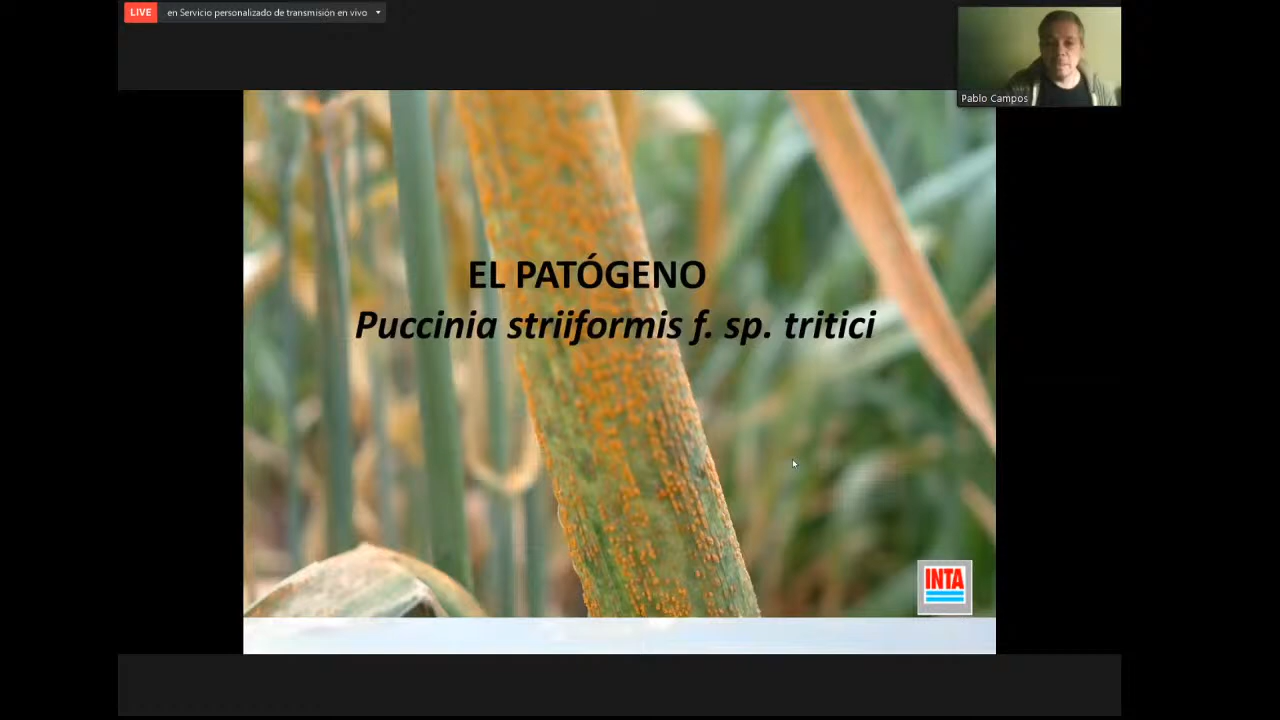 LIVE en Servicio personalizado de transmisión en vivo
Pablo Campos
EL PATÓGENO
Puccinia striiformis f. sp. tritici
INTA